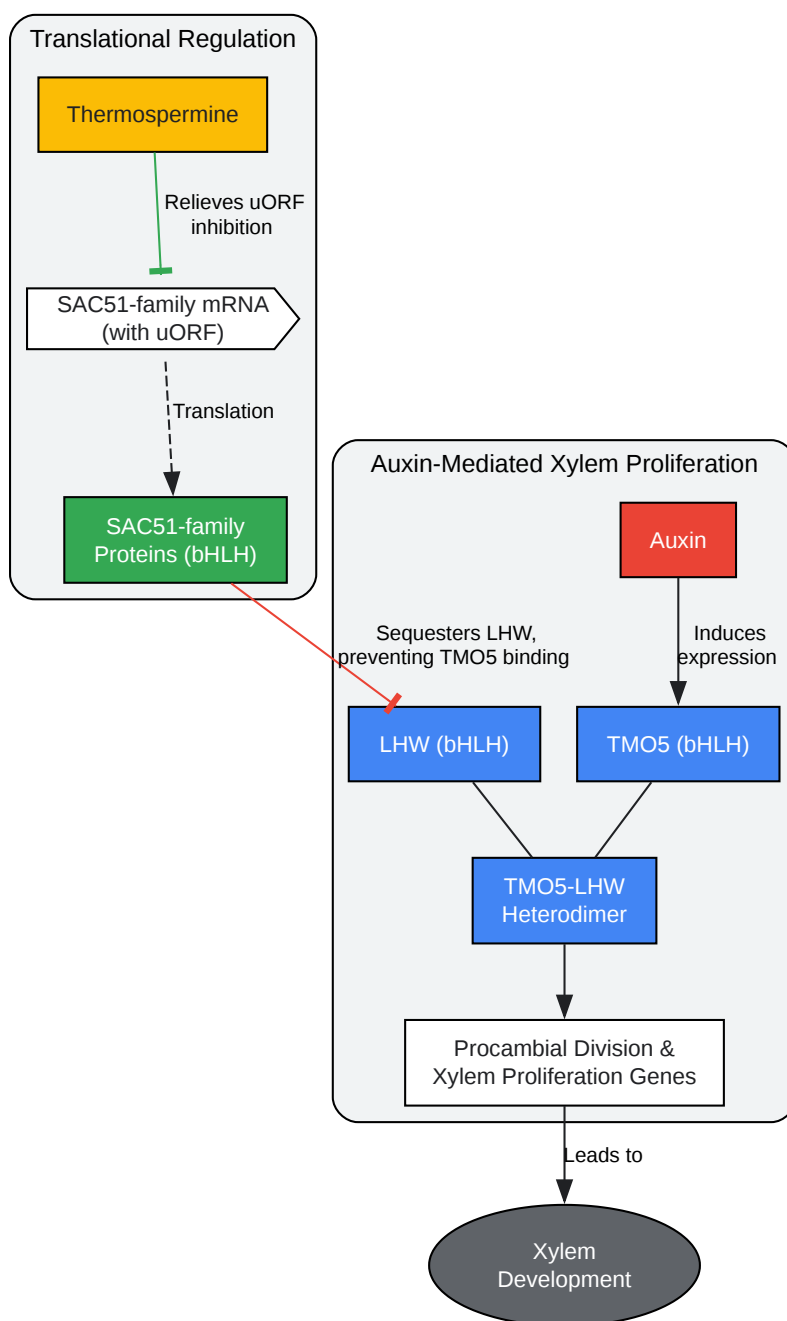 Translational Regulation
Thermospermine
Relieves uORF
inhibition
SAC51-family mRNA
(with uORF)
Translation
SAC51-family
Proteins (bHLH)
Auxin-Mediated Xylem Proliferation
Auxin
Sequesters LHW,
preventing TMO5 binding
Induces
expression
LHW (bHLH)
TMO5 (bHLH)
TMO5-LHW
Heterodimer
Procambial Division &
Xylem Proliferation Genes
Leads to
Xylem
Development